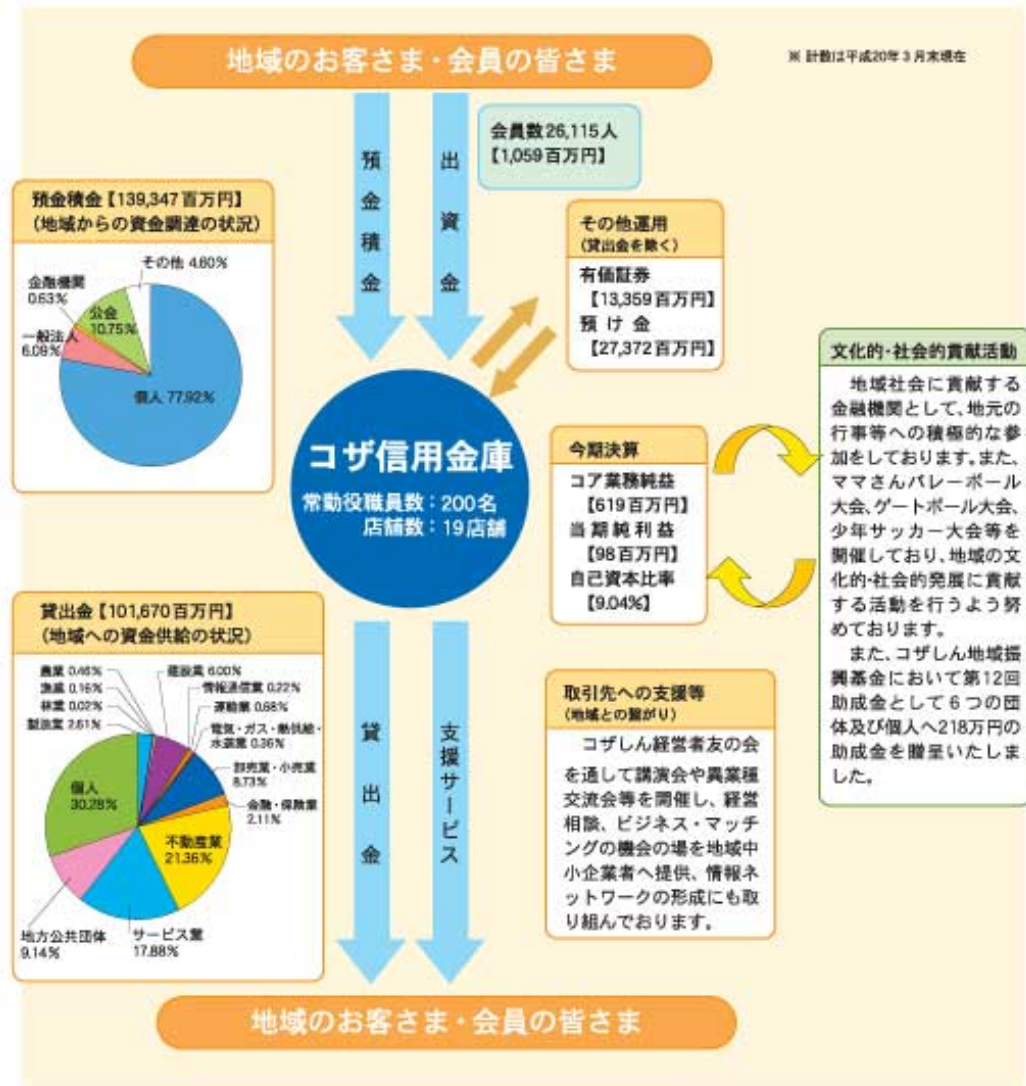 地域のお客さま・会員の皆さま
※ 計数は平成20年3月末現在
預金積金
出資金
会員数26,115人
【1,059百万円】
預金積金【139,347百万円】
(地域からの資金調達の状況)
その他 4.60%
金融機関
0.63%
公金
10.75%
一般法人
6.09%
個人 77.92%
その他運用
(貸出金を除く)
有価証券
【13,359百万円】
預け金
【27,372百万円】
コザ信用金庫
常勤役職員数:200名
店舗数:19店舗
今期決算
コア業務純益
【619百万円】
当期純利益
【98百万円】
自己資本比率
【9.04%】
文化的・社会的貢献活動
地域社会に貢献する
金融機関として、地元の
行事等への積極的な参
加をしております。また、
ママさんバレーボール
大会、ゲートボール大会、
少年サッカー大会等を
開催しており、地域の文
化的・社会的発展に貢献
する活動を行うよう努
めております。
また、コザしん地域振
興基金において第12回
助成金として6つの団
体及び個人へ218万円の
助成金を贈呈いたしま
した。
貸出金【101,670百万円】
(地域への資金供給の状況)
農業 0.46%
漁業 0.16%
林業 0.02%
製造業 2.61%
建設業 6.00%
情報通信業 0.22%
運輸業 0.68%
電気・ガス・熱供給・
水道業 0.36%
卸売業・小売業
8.73%
金融・保険業
2.11%
不動産業
21.36%
サービス業
17.88%
地方公共団体
9.14%
個人
30.28%
貸出金
支援サービス
取引先への支援等
(地域との繋がり)
コザしん経営者友の会
を通して講演会や異業種
交流会等を開催し、経営
相談、ビジネス・マッチ
ングの機会の場を地域中
小企業者へ提供、情報ネ
ットワークの形成にも取
り組んでおります。
地域のお客さま・会員の皆さま